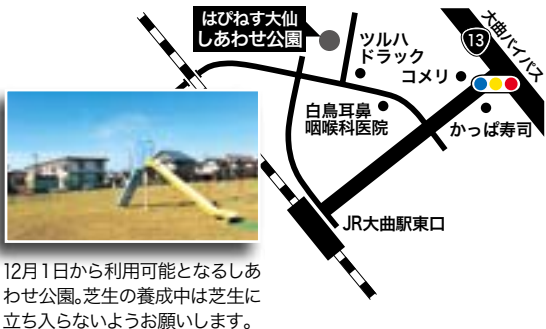 はぴねす大仙
しあわせ公園
ツルハ
ドラック
コメリ
13
大曲バイパス
白鳥耳鼻
咽喉科医院
かっぱ寿司
JR大曲駅東口
12月1日から利用可能となるしあ
わせ公園。芝生の養成中は芝生に
立ち入らないようお願いします。